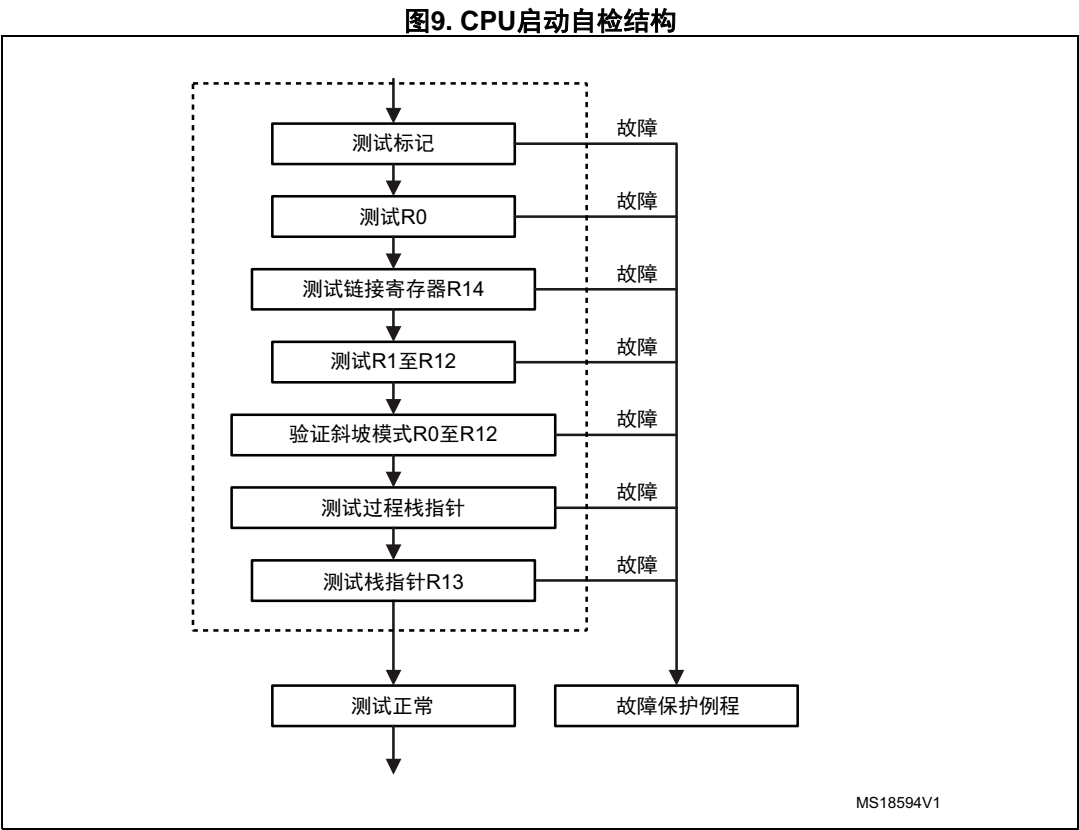 图9. CPU启动自检结构
测试标记
故障
测试R0
故障
测试链接寄存器R14
故障
测试R1至R12
故障
验证斜坡模式R0至R12
故障
测试过程栈指针
故障
测试栈指针R13
故障
测试正常
故障保护例程
MS18594V1